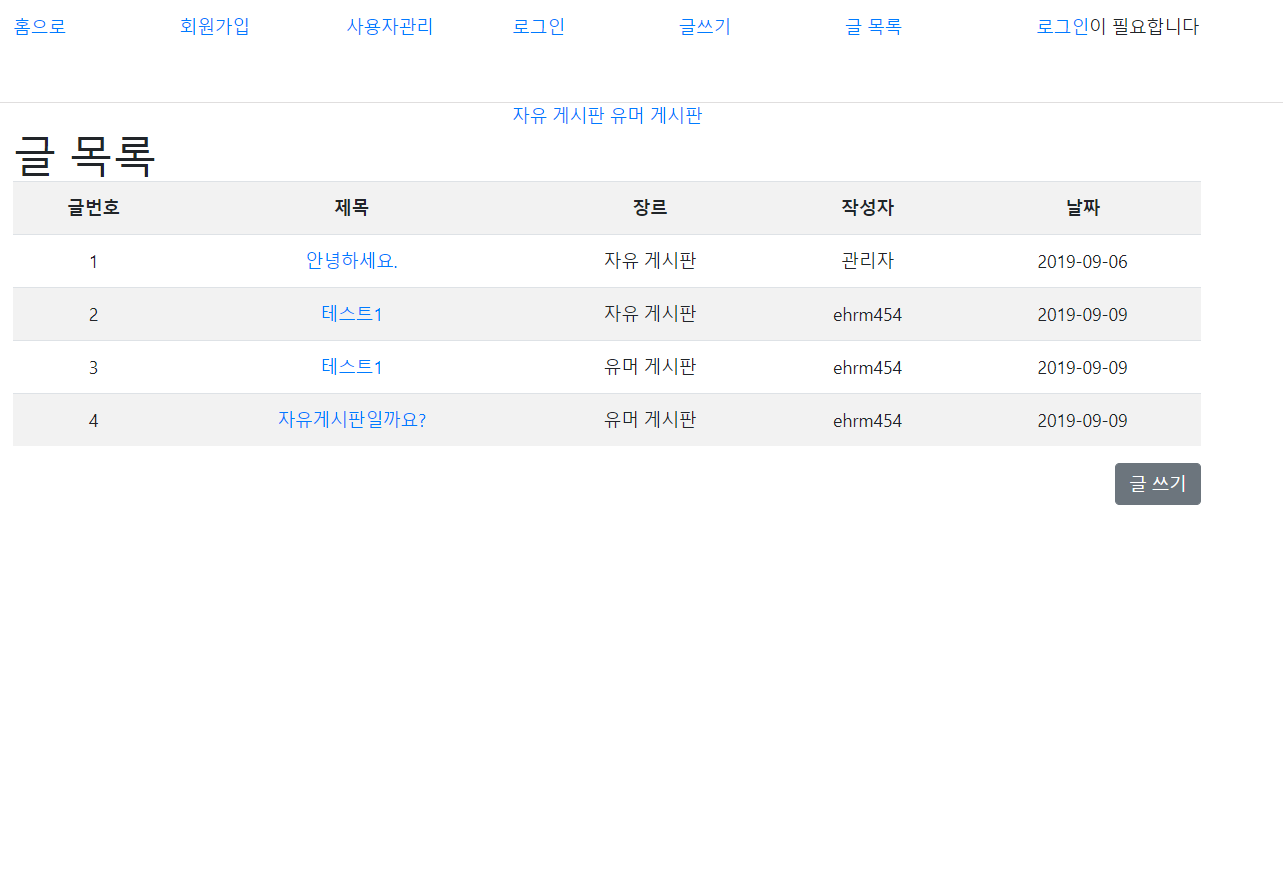 홈으로 회원가입 사용자관리 로그인 글쓰기 글 목록 로그인이 필요합니다
자유 게시판 유머 게시판
글 목록
글번호 제목 장르 작성자 날짜
1 안녕하세요. 자유 게시판 관리자 2019-09-06
2 테스트1 자유 게시판 ehrm454 2019-09-09
3 테스트1 유머 게시판 ehrm454 2019-09-09
4 자유게시판일까요? 유머 게시판 ehrm454 2019-09-09
글 쓰기